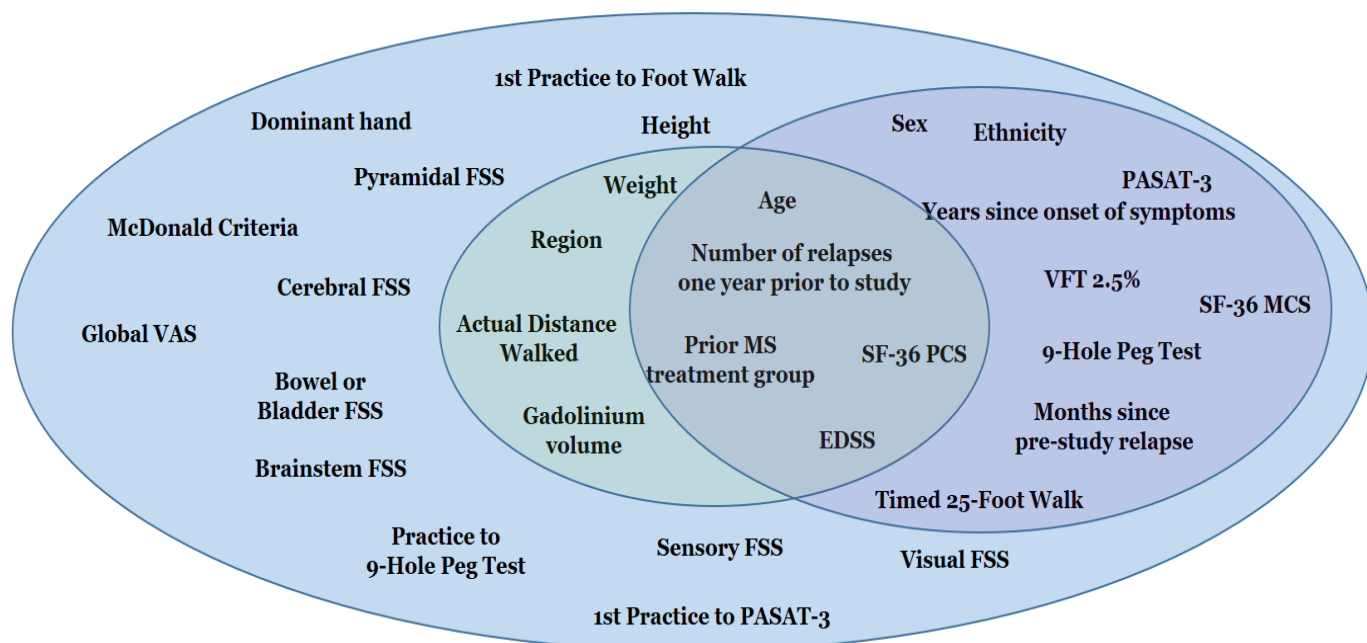 1st Practice to Foot Walk
Dominant hand
Height
Sex
Ethnicity
Pyramidal FSS
Weight
Age
PASAT-3
Years since onset of symptoms
McDonald Criteria
Region
Number of relapses
one year prior to study
Cerebral FSS
VFT 2.5%
SF-36 MCS
Global VAS
Actual Distance
Walked
Prior MS
treatment group
SF-36 PCS
9-Hole Peg Test
Bowel or
Bladder FSS
Gadolinium
volume
EDSS
Months since
pre-study relapse
Brainstem FSS
Timed 25-Foot Walk
Practice to
9-Hole Peg Test
Sensory FSS
Visual FSS
1st Practice to PASAT-3